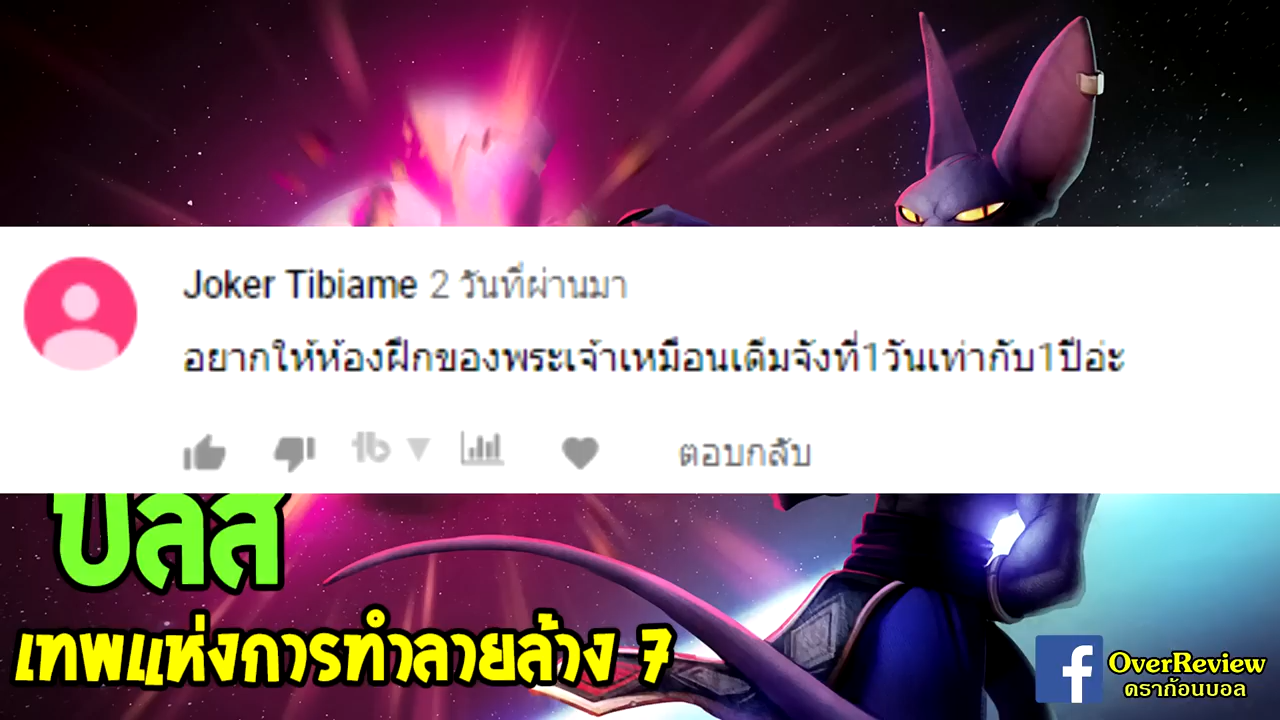 Joker Tibiame 2 วันที่ผ่านมา
อยากให้ห้องฝึกของพระเจ้าเหมือนเดิมจังที่1วันเท่ากับ1ปีอ่ะ
ตอบกลับ
บิลส
เทพแห่งการทำลายล้าง 7
OverReview
ดราก้อนบอล